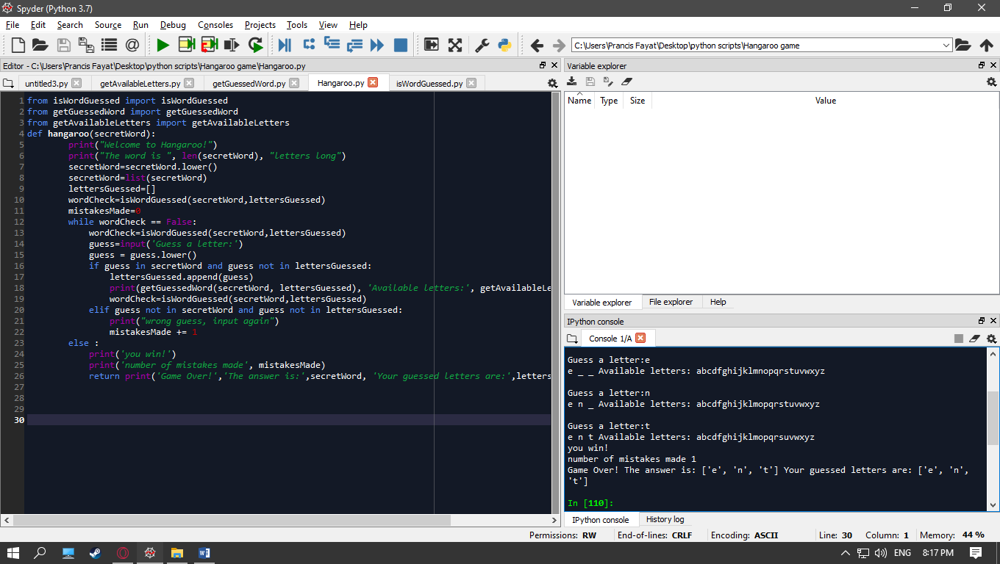 Spyder (Python 3.7)
File Edit Search Source Run Debug Consoles Projects Tools View Help
C:\Users\Prancis Fayat\Desktop\python scripts\Hangaroo game
Editor - C:\Users\Prancis Fayat\Desktop\python scripts\Hangaroo game\Hangaroo.py
untitled3.py getAvailableLetters.py getGuessedWord.py Hangaroo.py isWordGuessed.py
1 from isWordGuessed import isWordGuessed
2 from getGuessedWord import getGuessedWord
3 from getAvailableLetters import getAvailableLetters
4 def hangaroo(secretWord):
5 print("Welcome to Hangaroo!")
6 print("The word is ", len(secretWord), "letters long")
7 secretWord=secretWord.lower()
8 secretWord=list(secretWord)
9 lettersGuessed=[]
10 wordCheck=isWordGuessed(secretWord,lettersGuessed)
11 mistakesMade=0
12 while wordCheck == False:
13 wordCheck=isWordGuessed(secretWord,lettersGuessed)
14 guess=input('Guess a letter:')
15 guess = guess.lower()
16 if guess in secretWord and guess not in lettersGuessed:
17 lettersGuessed.append(guess)
18 print(getGuessedWord(secretWord, lettersGuessed), 'Available letters:', getAvailableLe
19 wordCheck=isWordGuessed(secretWord,lettersGuessed)
20 elif guess not in secretWord and guess not in lettersGuessed:
21 print("wrong guess, input again")
22 mistakesMade += 1
23 else :
24 print('you win!')
25 print('number of mistakes made', mistakesMade)
26 return print('Game Over!','The answer is:',secretWord, 'Your guessed letters are:',letters
27
28
29
30
Variable explorer
Name Type Size Value
Variable explorer File explorer Help
IPython console
Console 1/A
Guess a letter:e
e _ _ Available letters: abcdfghijklmnopqrstuvwxyz
Guess a letter:n
e n _ Available letters: abcdfghijklmopqrstuvwxyz
Guess a letter:t
e n t Available letters: abcdfghijklmopqrsuvwxyz
you win!
number of mistakes made 1
Game Over! The answer is: ['e', 'n', 't'] Your guessed letters are: ['e', 'n',
't']
In [110]:
IPython console History log
Permissions: RW End-of-lines: CRLF Encoding: ASCII Line: 30 Column: 1 Memory: 44 %
ENG 8:17 PM